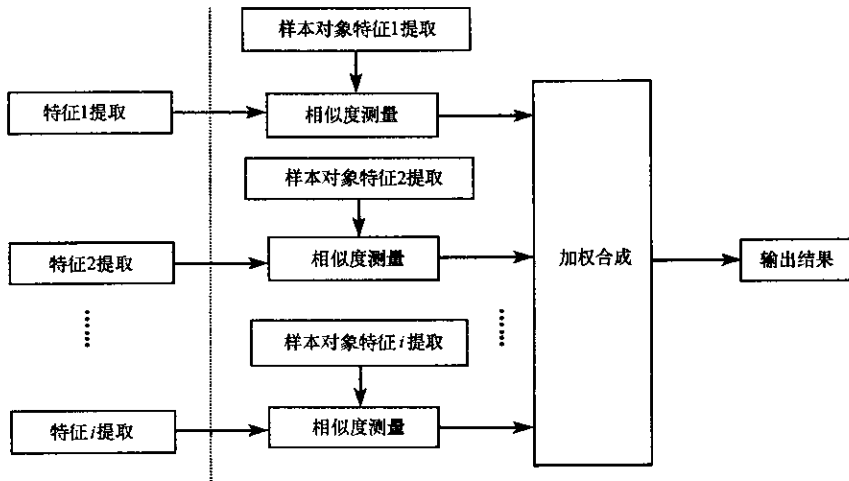 样本对象特征1提取
特征1提取
相似度测量
样本对象特征2提取
特征2提取
相似度测量
加权合成
输出结果
样本对象特征i提取
特征i提取
相似度测量